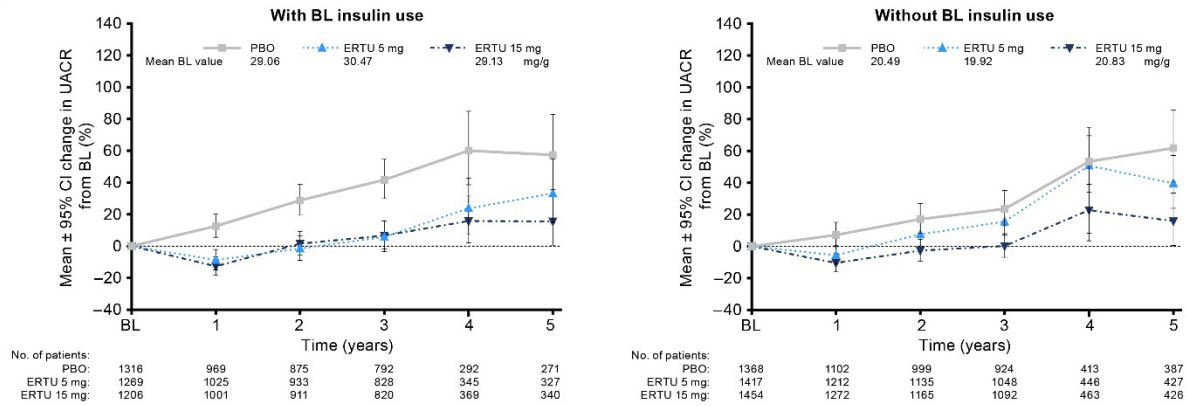 With BL insulin use
140
120
100
80
60
40
20
0
–20
–40
Mean ± 95% CI change in UACR
from BL (%)
PBO ERTU 5 mg ERTU 15 mg
Mean BL value 29.06 30.47 29.13 mg/g
BL 1 2 3 4 5
Time (years)
No. of patients:
PBO: 1316 969 875 792 292 271
ERTU 5 mg: 1269 1025 933 828 345 327
ERTU 15 mg: 1206 1001 911 820 369 340
Without BL insulin use
140
120
100
80
60
40
20
0
–20
–40
Mean ± 95% CI change in UACR
from BL (%)
PBO ERTU 5 mg ERTU 15 mg
Mean BL value 20.49 19.92 20.83 mg/g
BL 1 2 3 4 5
Time (years)
No. of patients:
PBO: 1368 1102 999 924 413 387
ERTU 5 mg: 1417 1212 1135 1048 446 427
ERTU 15 mg: 1454 1272 1165 1092 463 426